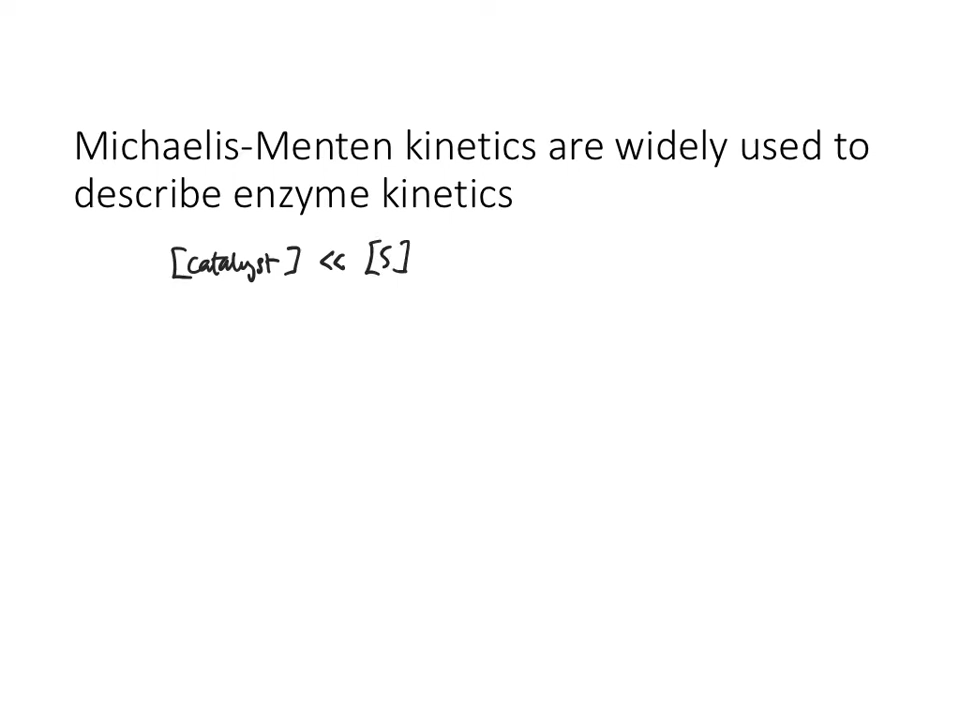 Michaelis-Menten kinetics are widely used to
describe enzyme kinetics
[catalyst] << [S]